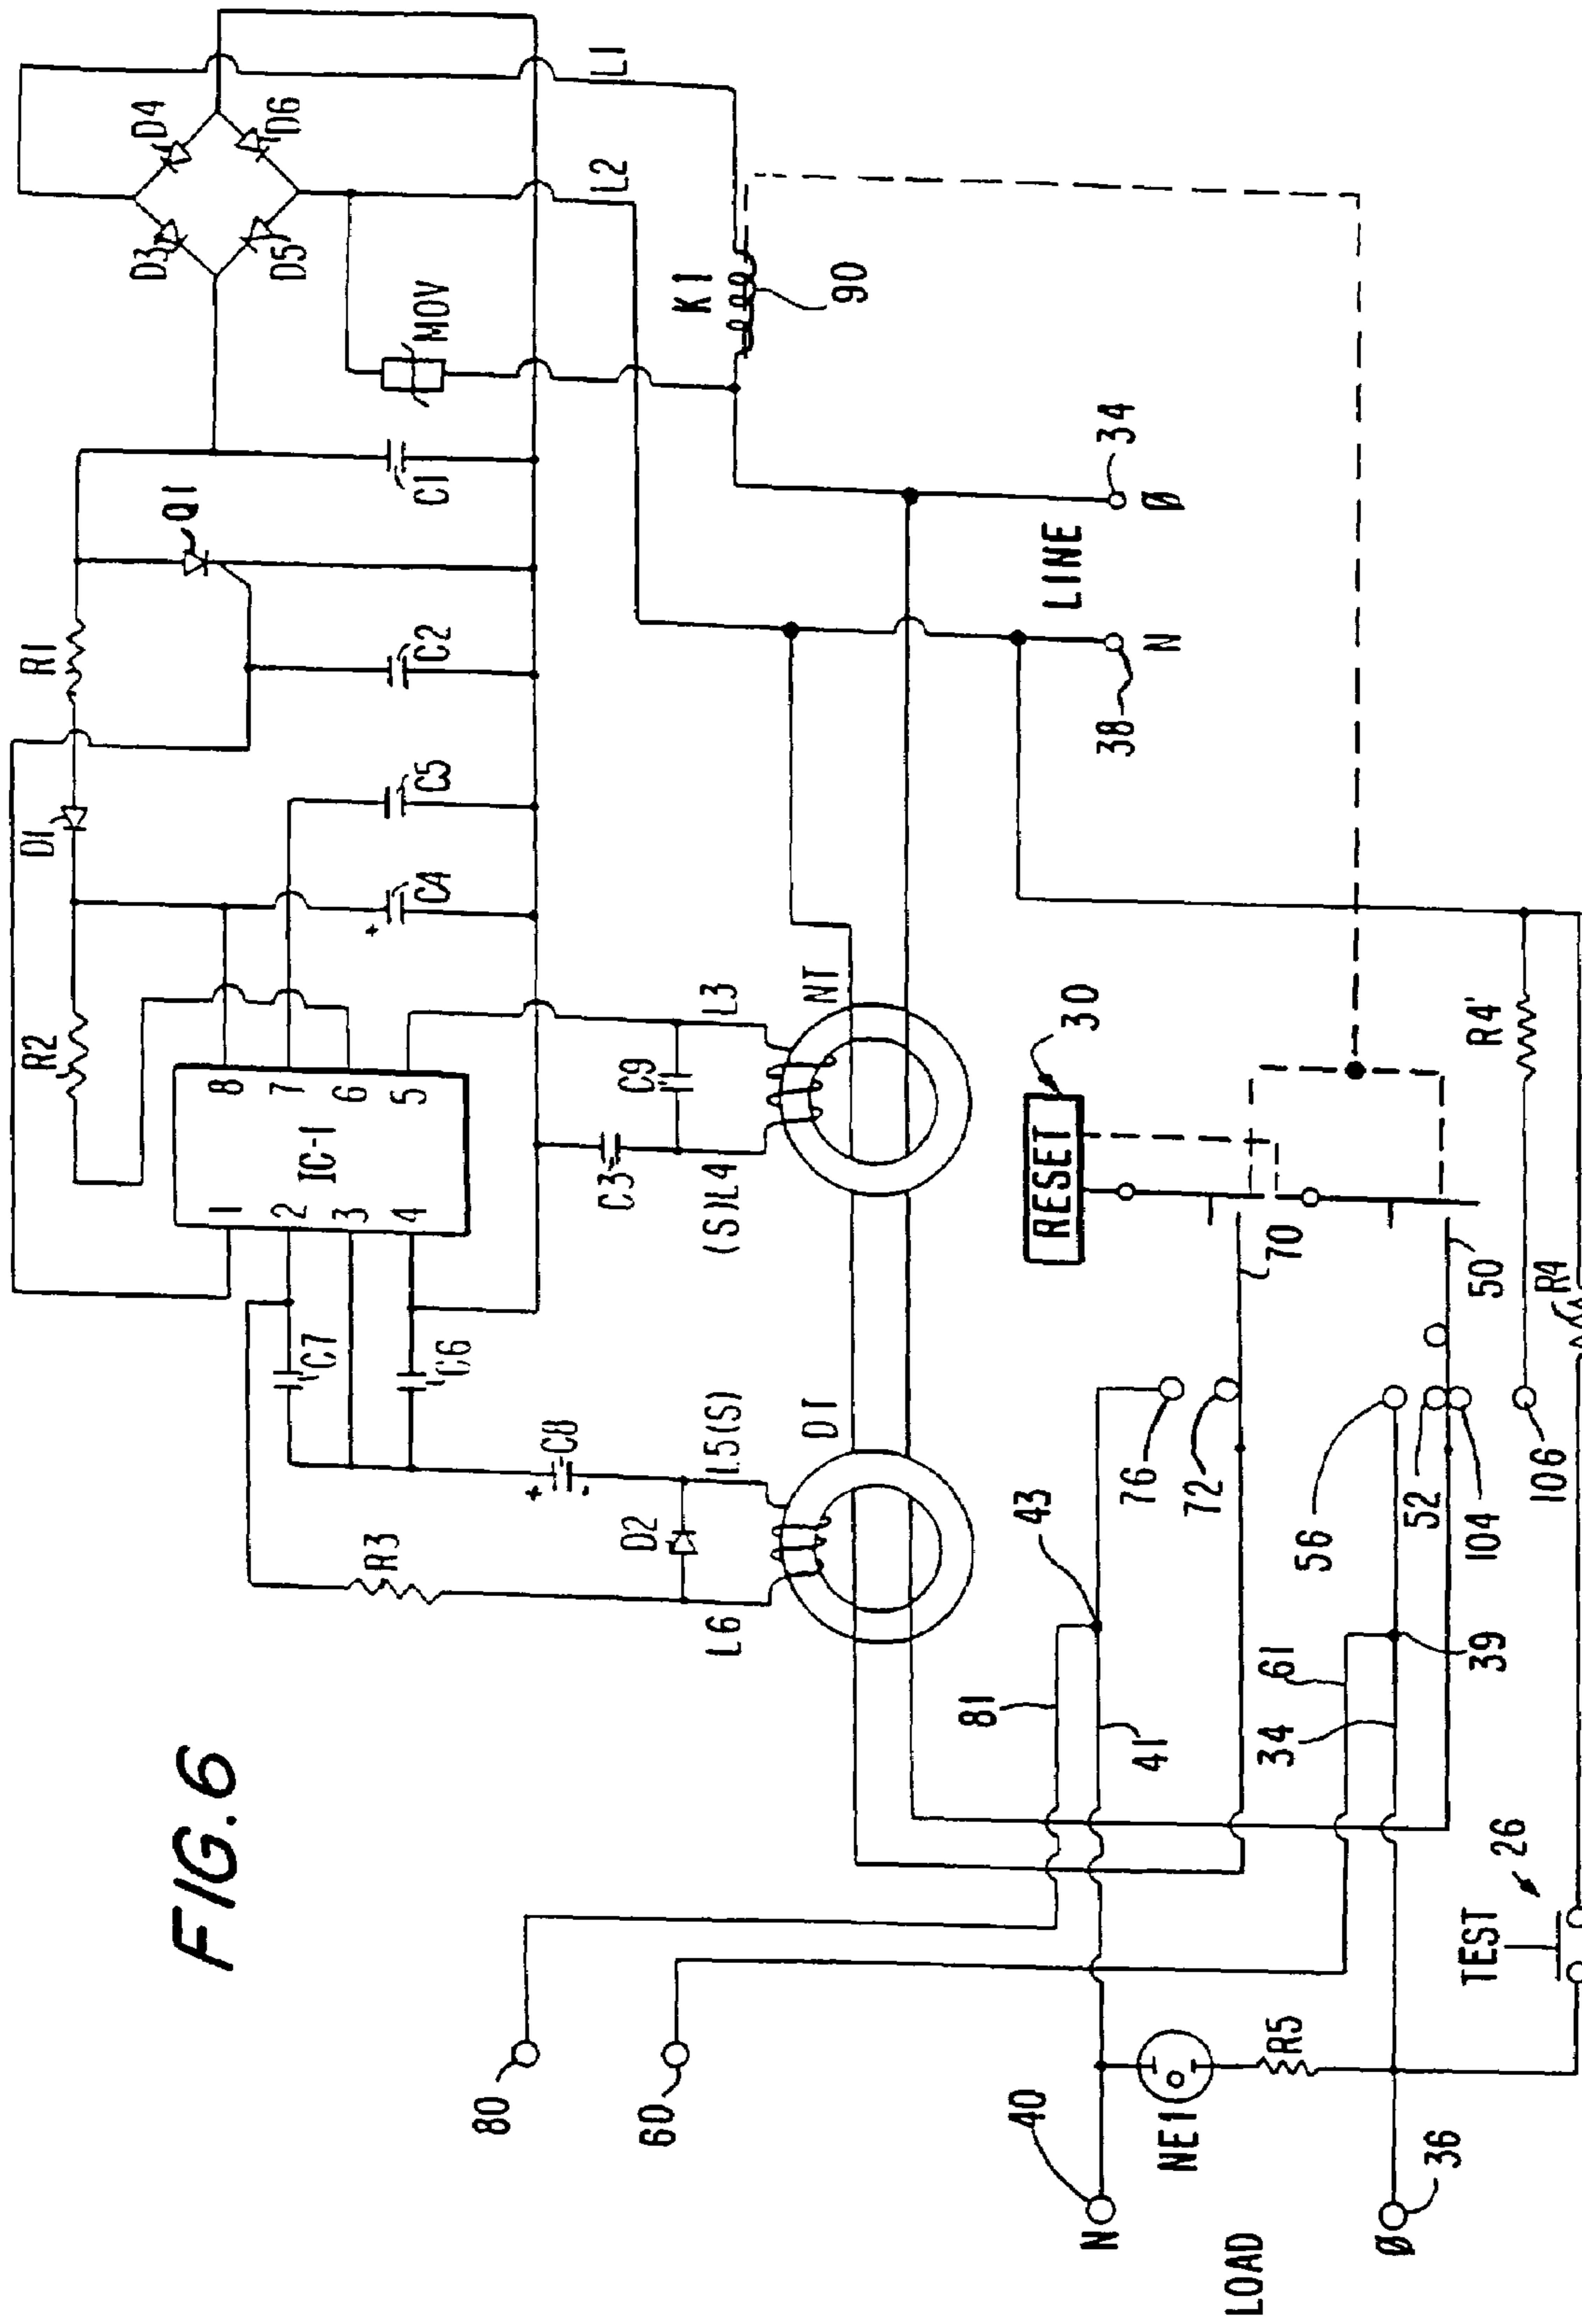 FIG. 6
D4
D6
D3
D5
L1
L2
MOV
K1
90
C1
Q1
R1
C2
D1
C5
C4
R2
IC-1
1
2
3
4
8
7
6
5
C7
C6
C8
+
-
+
R3
D2
L5(S)
L6
C3
C9
L3
(S)L4
DT
NT
34
Ø
LINE
38
N
RESET
30
70
50
76
72
56
52
104
106
R4'
R4
43
81
41
61
34
39
80
60
26
TEST
40
N
NE1
R5
36
Ø
LOAD